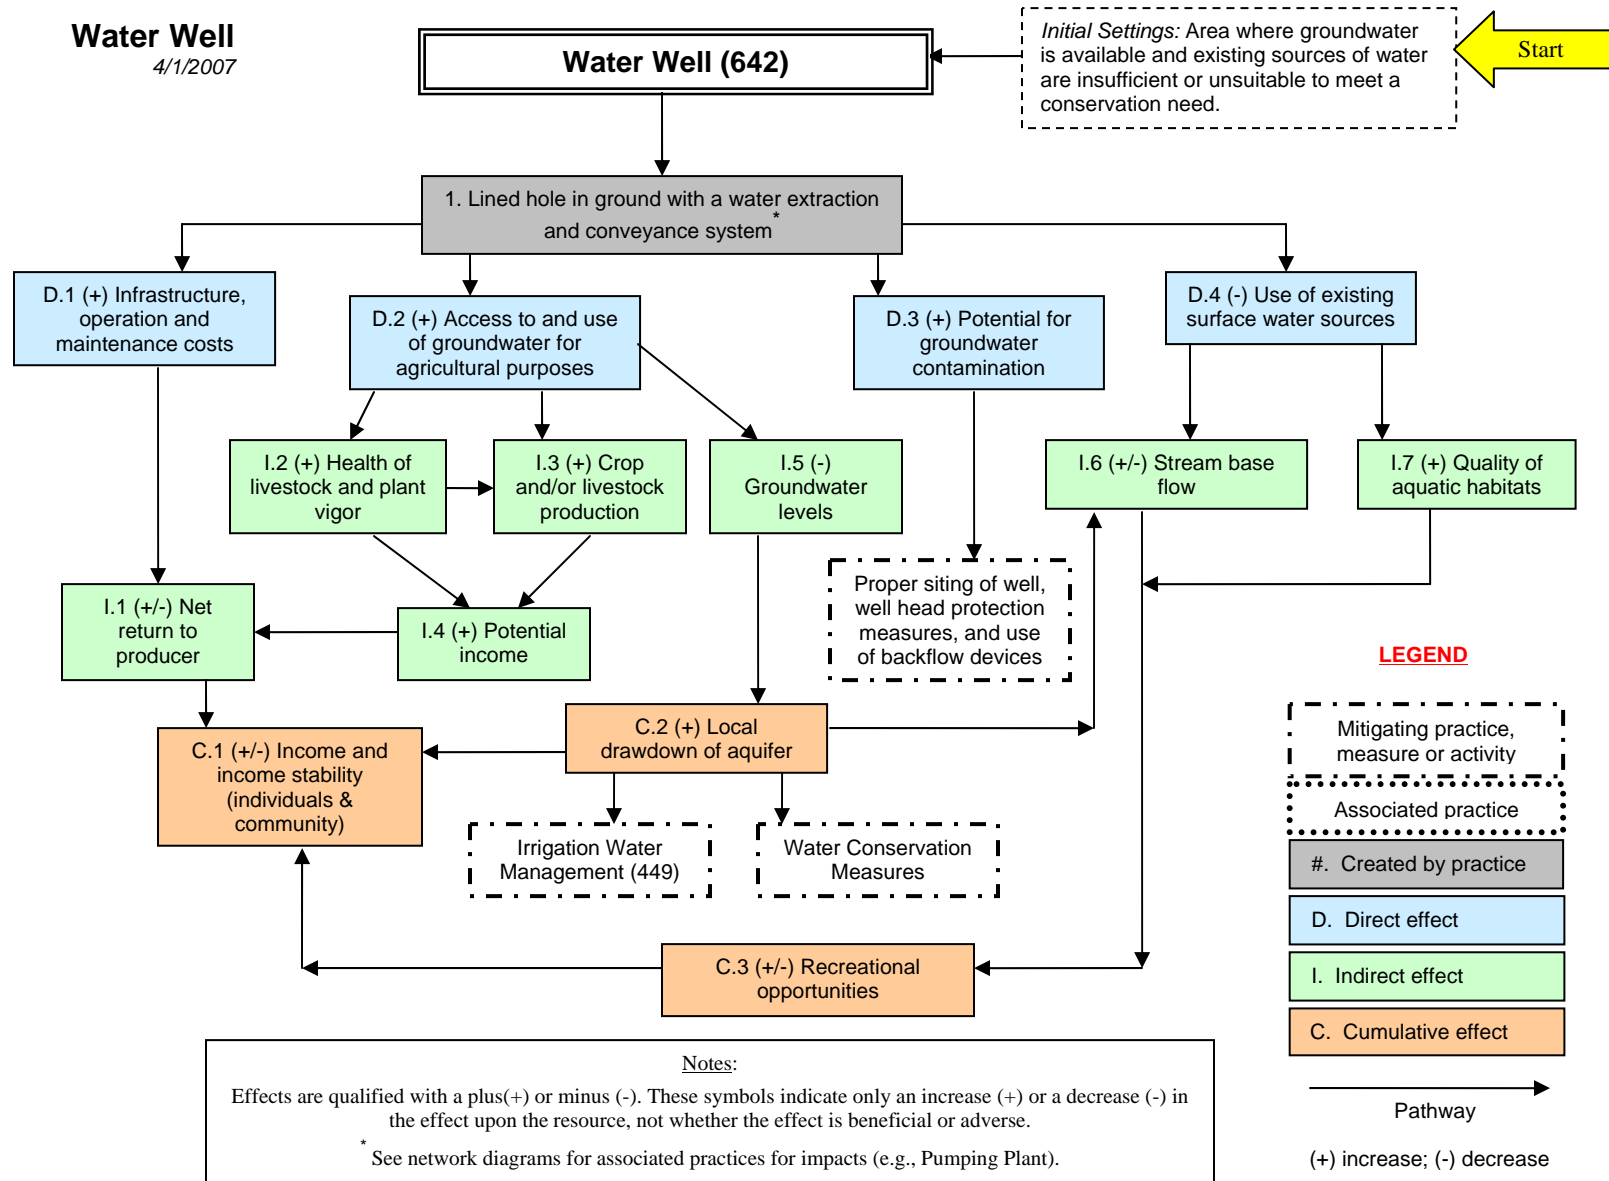 Water Well
4/1/2007
Water Well (642)
Initial Settings: Area where groundwater
is available and existing sources of water
are insufficient or unsuitable to meet a
conservation need.
Start
1. Lined hole in ground with a water extraction
and conveyance system*
D.1 (+) Infrastructure,
operation and
maintenance costs
D.2 (+) Access to and use
of groundwater for
agricultural purposes
D.3 (+) Potential for
groundwater
contamination
D.4 (-) Use of existing
surface water sources
I.2 (+) Health of
livestock and plant
vigor
I.3 (+) Crop
and/or livestock
production
I.5 (-)
Groundwater
levels
I.6 (+/-) Stream base
flow
I.7 (+) Quality of
aquatic habitats
I.1 (+/-) Net
return to
producer
I.4 (+) Potential
income
Proper siting of well,
well head protection
measures, and use
of backflow devices
C.1 (+/-) Income and
income stability
(individuals &
community)
C.2 (+) Local
drawdown of aquifer
Irrigation Water
Management (449)
Water Conservation
Measures
C.3 (+/-) Recreational
opportunities
LEGEND
Mitigating practice,
measure or activity
Associated practice
#. Created by practice
D. Direct effect
I. Indirect effect
C. Cumulative effect
Pathway
(+) increase; (-) decrease
Notes:
Effects are qualified with a plus(+) or minus (-). These symbols indicate only an increase (+) or a decrease (-) in
the effect upon the resource, not whether the effect is beneficial or adverse.
* See network diagrams for associated practices for impacts (e.g., Pumping Plant).